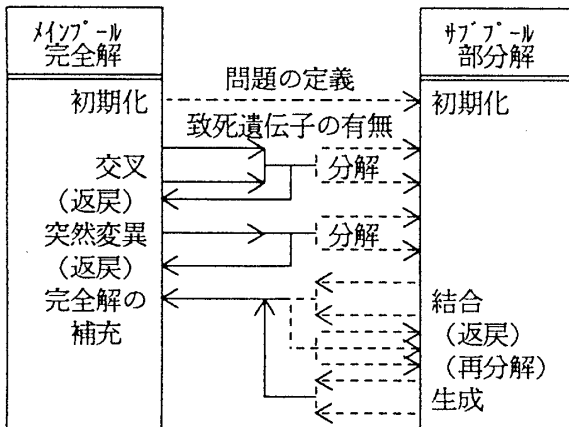 メインプール
完全解
サブプール
部分解
初期化
問題の定義
初期化
致死遺伝子の有無
交叉
分解
(返戻)
突然変異
分解
(返戻)
完全解の
補充
結合
(返戻)
(再分解)
生成